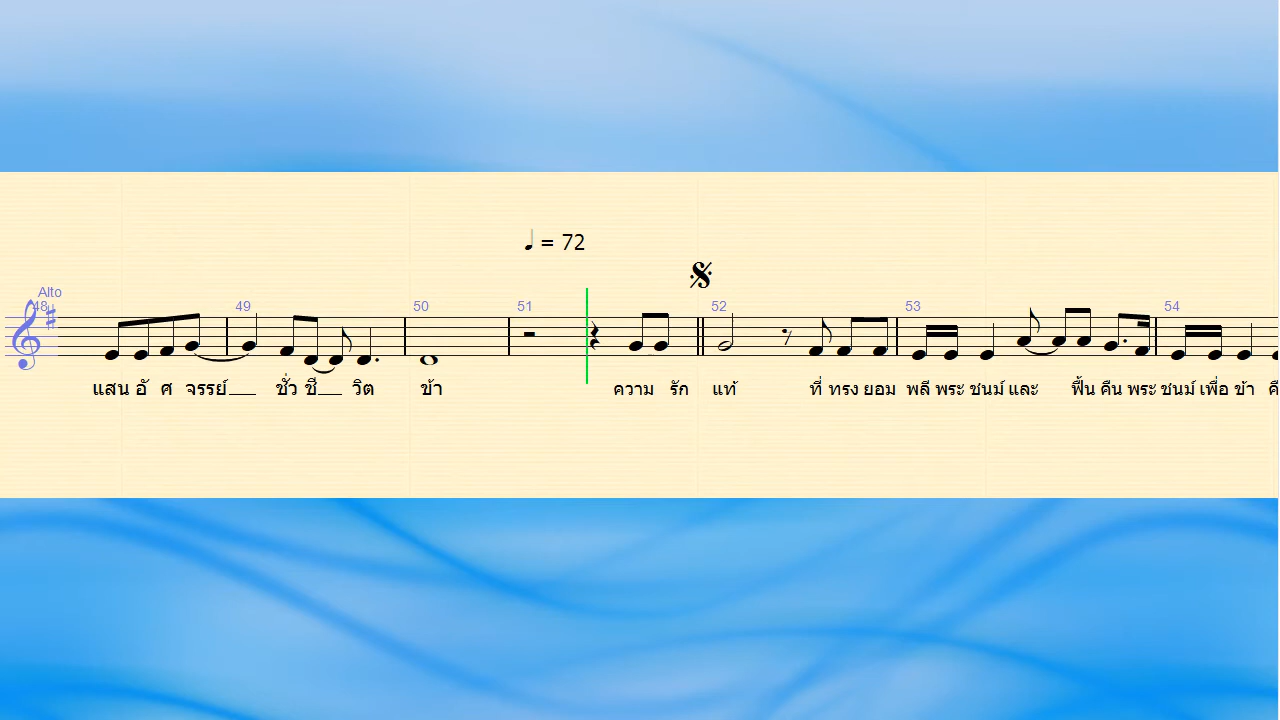 = 72
Alto
48 49 50 51 52 53 54
แสน อั ศ จรรย์ ชั่ว ชี วิต ข้า ความ รัก แท้ ที่ ทรง ยอม พลี พระ ชนม์ และ ฟื้น คืน พระ ชนม์ เพื่อ ข้า